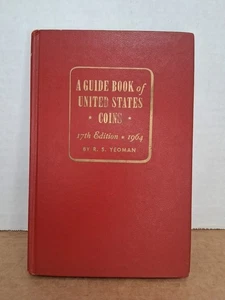 A GUIDE BOOK of
UNITED STATES
• COINS •
17th Edition • 1964
BY R. S. YEOMAN